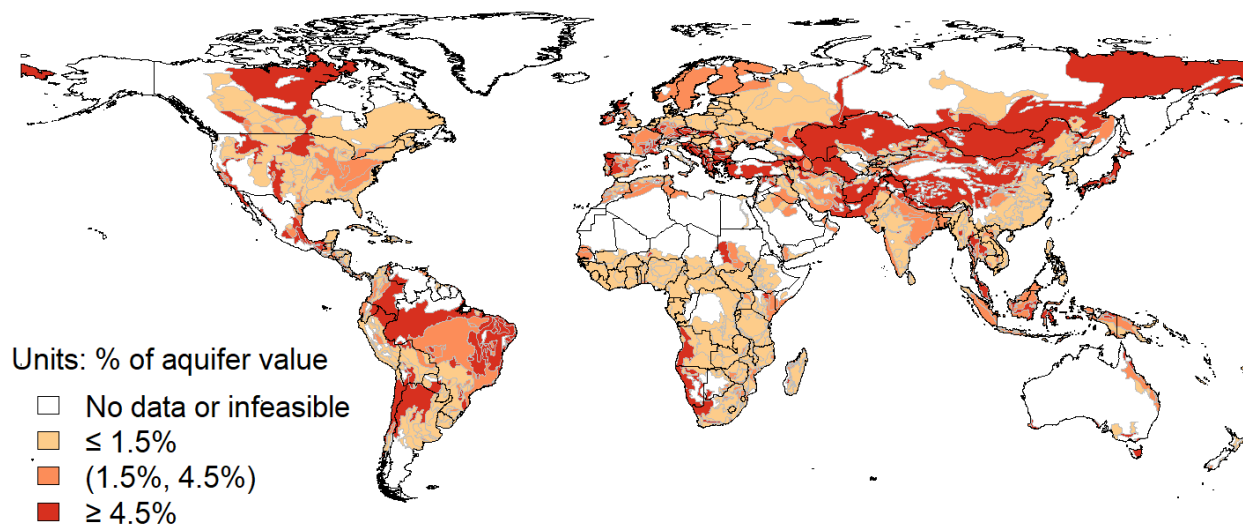 Units: % of aquifer value
No data or infeasible
≤ 1.5%
(1.5%, 4.5%)
≥ 4.5%